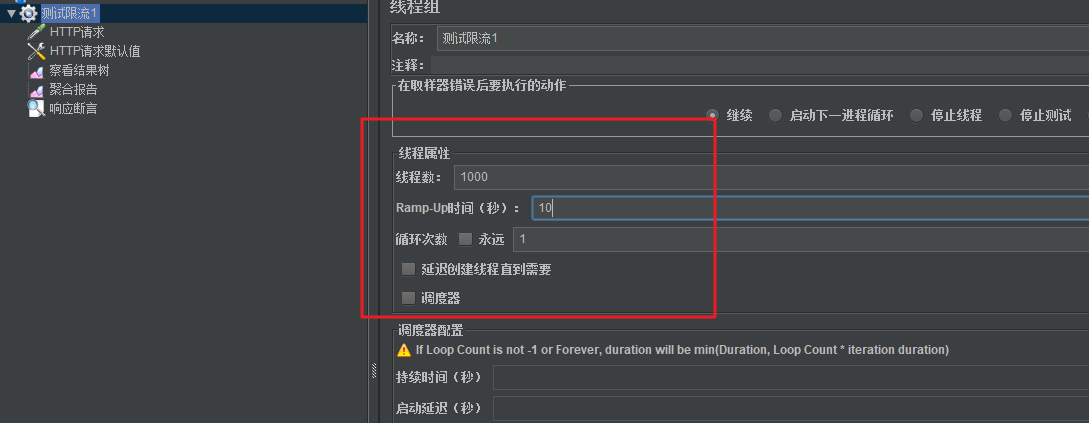 测试限流1
HTTP请求
HTTP请求默认值
察看结果树
聚合报告
响应断言
线程组
名称： 测试限流1
注释：
在取样器错误后要执行的动作
继续 启动下一进程循环 停止线程 停止测试
线程属性
线程数： 1000
Ramp-Up时间（秒）： 10
循环次数 永远 1
延迟创建线程直到需要
调度器
调度器配置
If Loop Count is not -1 or Forever, duration will be min(Duration, Loop Count * iteration duration)
持续时间（秒）
启动延迟（秒）